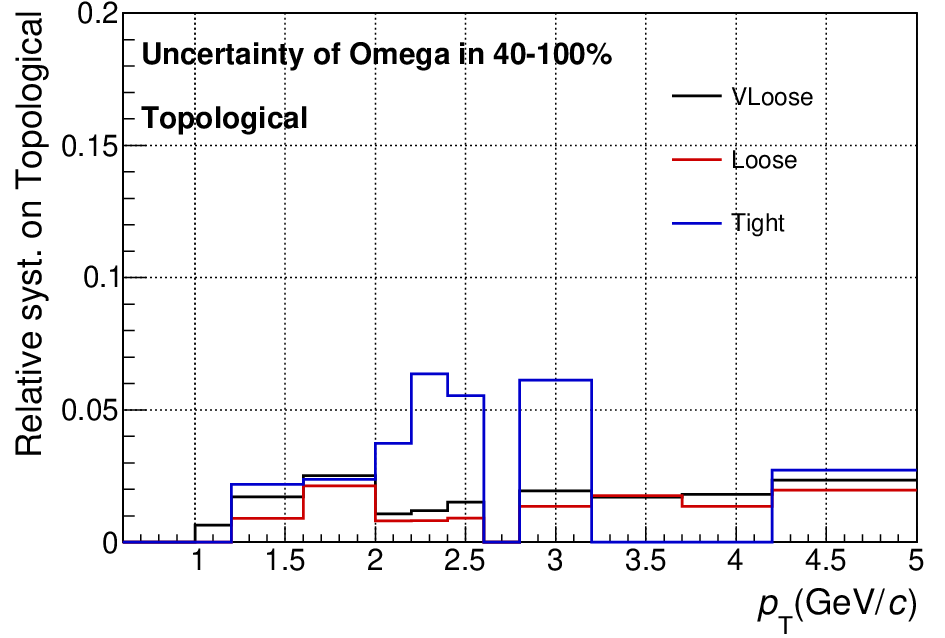 Uncertainty of Omega in 40-100%
Topological
VLoose
Loose
Tight
Relative syst. on Topological
0.2
0.15
0.1
0.05
0
1 1.5 2 2.5 3 3.5 4 4.5 5
pT(GeV/c)